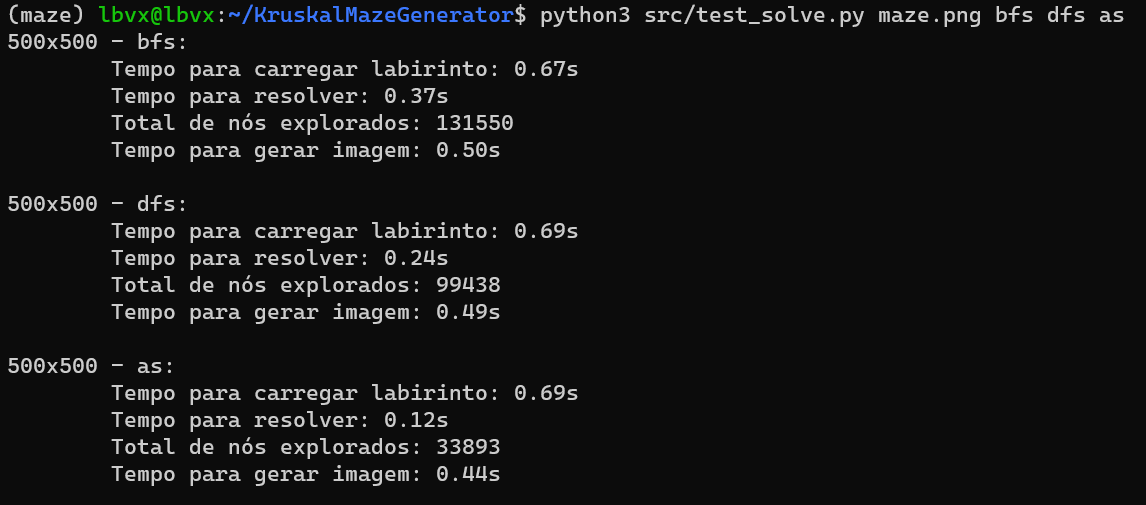 (maze) lbvx@lbvx:~/KruskalMazeGenerator$ python3 src/test_solve.py maze.png bfs dfs as
500x500 - bfs:
Tempo para carregar labirinto: 0.67s
Tempo para resolver: 0.37s
Total de nós explorados: 131550
Tempo para gerar imagem: 0.50s
500x500 - dfs:
Tempo para carregar labirinto: 0.69s
Tempo para resolver: 0.24s
Total de nós explorados: 99438
Tempo para gerar imagem: 0.49s
500x500 - as:
Tempo para carregar labirinto: 0.69s
Tempo para resolver: 0.12s
Total de nós explorados: 33893
Tempo para gerar imagem: 0.44s